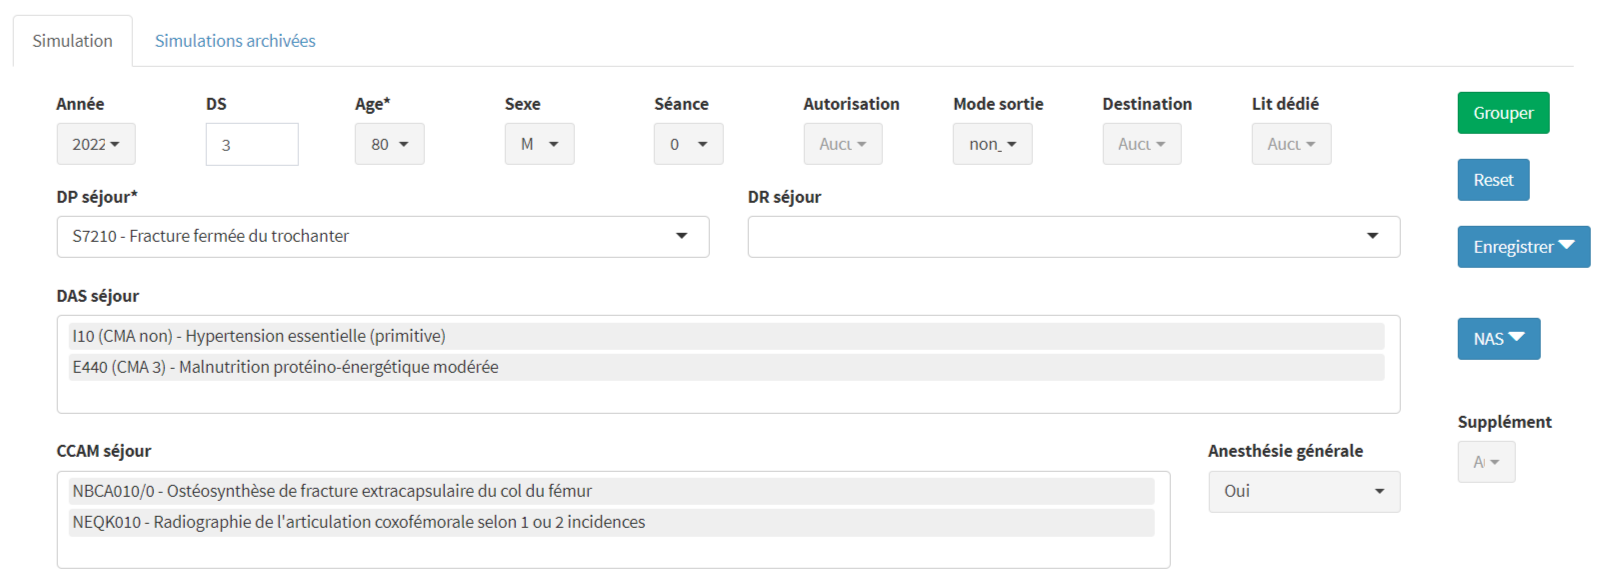 Simulation Simulations archivées
Année DS Age* Sexe Séance Autorisation Mode sortie Destination Lit dédié
2022 3 80 M 0 Aucu non_ Aucu Aucu
Grouper
Reset
DP séjour* DR séjour
S7210 - Fracture fermée du trochanter
Enregistrer
DAS séjour
I10 (CMA non) - Hypertension essentielle (primitive)
E440 (CMA 3) - Malnutrition protéino-énergétique modérée
NAS
Supplément
CCAM séjour Anesthésie générale
NBCA010/0 - Ostéosynthèse de fracture extracapsulaire du col du fémur
NEQK010 - Radiographie de l'articulation coxofémorale selon 1 ou 2 incidences
Oui